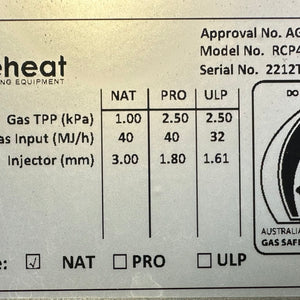 eheat
ING EQUIPMENT
Approval No. AG
Model No. RCP4
Serial No. 2212T
NAT PRO ULP
Gas TPP (kPa) 1.00 2.50 2.50
as Input (MJ/h) 40 40 32
Injector (mm) 3.00 1.80 1.61
DO
AUSTRALIA
GAS SAFE
e: ☑ NAT ☐ PRO ☐ ULP